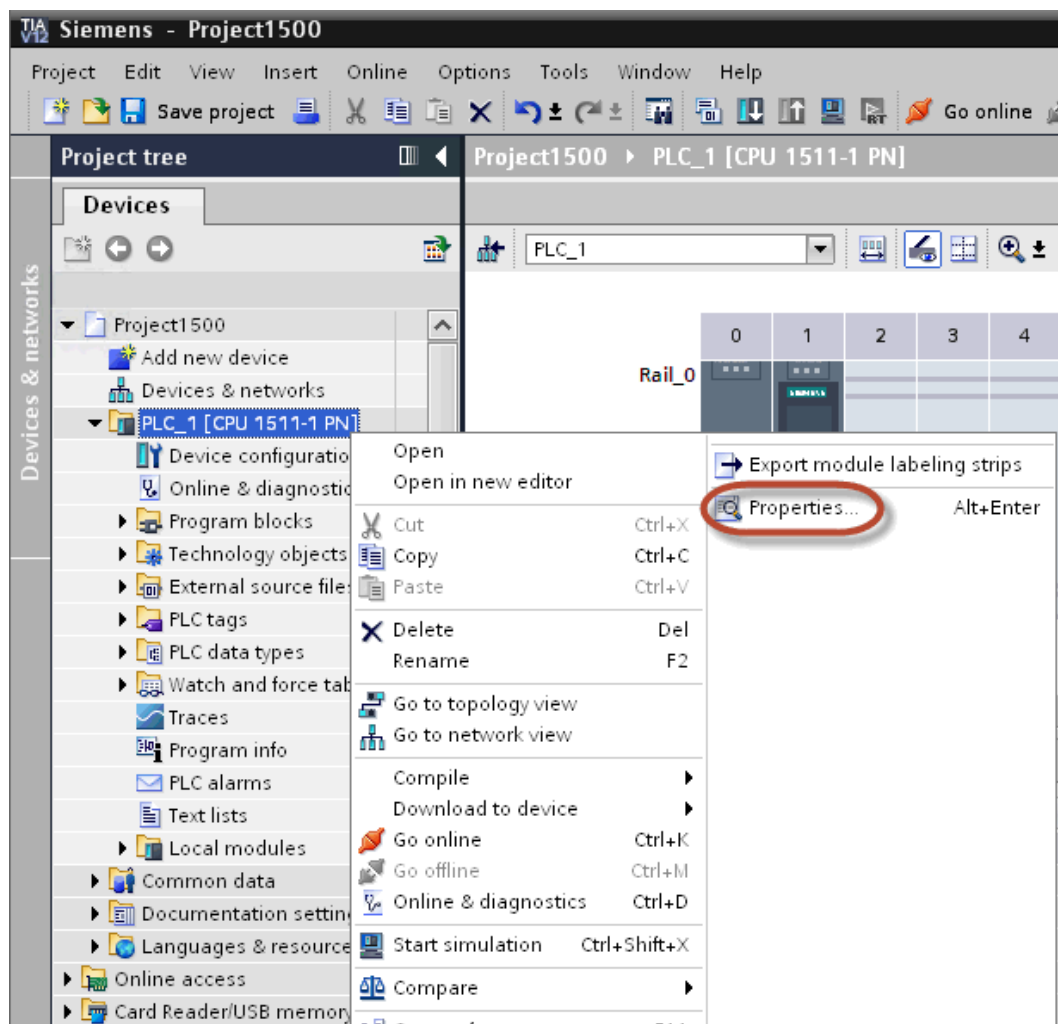 TIA V12 Siemens - Project1500
Project Edit View Insert Online Options Tools Window Help
Save project Go online
Project tree
Project1500 PLC_1 [CPU 1511-1 PN]
Devices
PLC_1
Devices & networks
Project1500
Add new device
Devices & networks
PLC_1 [CPU 1511-1 PN]
Device configuratio
Online & diagnostic
Program blocks
Technology objects
External source file
PLC tags
PLC data types
Watch and force tab
Traces
Program info
PLC alarms
Text lists
Local modules
Common data
Documentation settin
Languages & resource
Online access
Card Reader/USB memory
0 1 2 3 4
Rail_0
SIEMENS
Open
Open in new editor
Cut Ctrl+X
Copy Ctrl+C
Paste Ctrl+V
Delete Del
Rename F2
Go to topology view
Go to network view
Compile
Download to device
Go online Ctrl+K
Go offline Ctrl+M
Online & diagnostics Ctrl+D
Start simulation Ctrl+Shift+X
Compare
Export module labeling strips
Properties... Alt+Enter